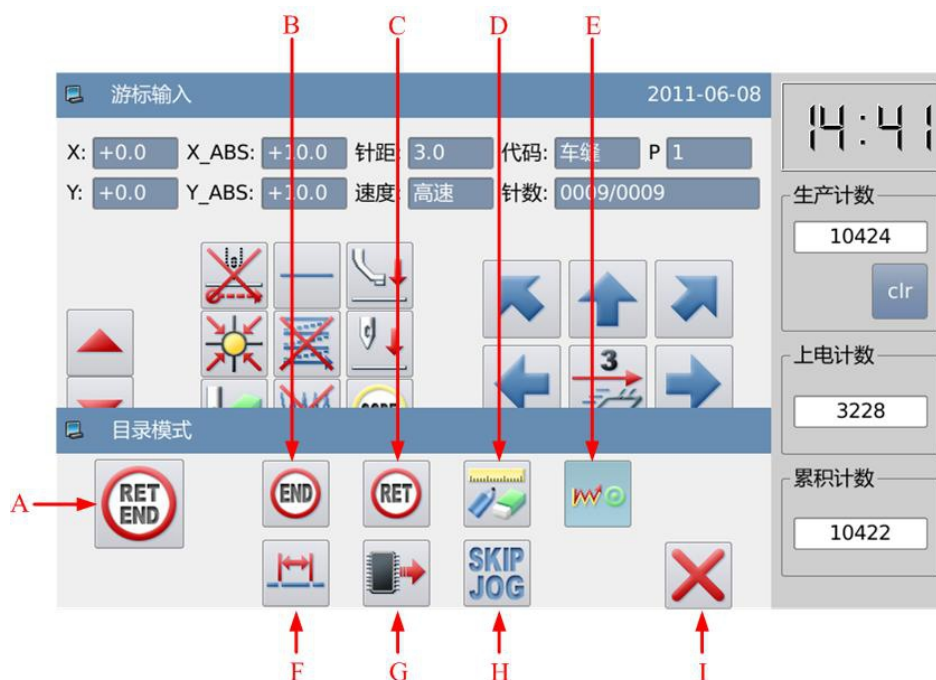 B C D E
游标输入 2011-06-08
14:41
X: +0.0 X_ABS: +10.0 针距: 3.0 代码: 车缝 P 1
Y: +0.0 Y_ABS: +10.0 速度: 高速 针数: 0009/0009
生产计数
10424
clr
3
上电计数
3228
目录模式
A RET END
END
RET
累积计数
10422
SKIP
JOG
F G H I